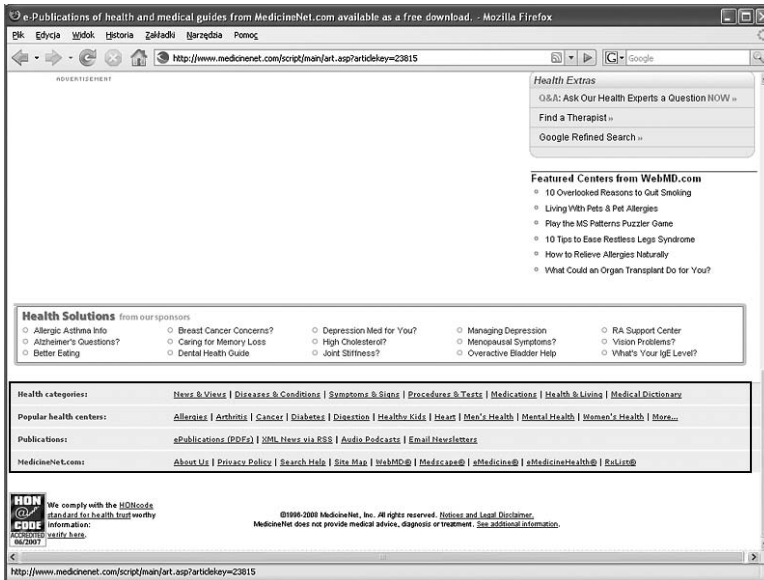 e-Publications of health and medical guides from MedicineNet.com available as a free download. - Mozilla Firefox
Plik Edycja Widok Historia Zakładki Narzędzia Pomoc
http://www.medicinenet.com/script/main/art.asp?articlekey=23815 G Google
ADVERTISEMENT
Health Extras
Q&A: Ask Our Health Experts a Question NOW »
Find a Therapist »
Google Refined Search »
Featured Centers from WebMD.com
10 Overlooked Reasons to Quit Smoking
Living With Pets & Pet Allergies
Play the MS Patterns Puzzler Game
10 Tips to Ease Restless Legs Syndrome
How to Relieve Allergies Naturally
What Could an Organ Transplant Do for You?
Health Solutions from our sponsors
Allergic Asthma Info Breast Cancer Concerns? Depression Med for You? Managing Depression RA Support Center
Alzheimer's Questions? Caring for Memory Loss High Cholesterol? Menopausal Symptoms? Vision Problems?
Better Eating Dental Health Guide Joint Stiffness? Overactive Bladder Help What's Your IgE Level?
Health categories: News & Views | Diseases & Conditions | Symptoms & Signs | Procedures & Tests | Medications | Health & Living | Medical Dictionary
Popular health centers: Allergies | Arthritis | Cancer | Diabetes | Digestion | Healthy Kids | Heart | Men's Health | Mental Health | Women's Health | More...
Publications: ePublications (PDFs) | XML News via RSS | Audio Podcasts | Email Newsletters
MedicineNet.com: About Us | Privacy Policy | Search Help | Site Map | WebMD® | Medscape® | eMedicine® | eMedicineHealth® | RxList®
HON
@
CODE
ACCREDITED
06/2007
We comply with the HONcode
standard for health trust worthy
information:
verify here.
©1996-2008 MedicineNet, Inc. All rights reserved. Notices and Legal Disclaimer.
MedicineNet does not provide medical advice, diagnosis or treatment. See additional information.
http://www.medicinenet.com/script/main/art.asp?articlekey=23815